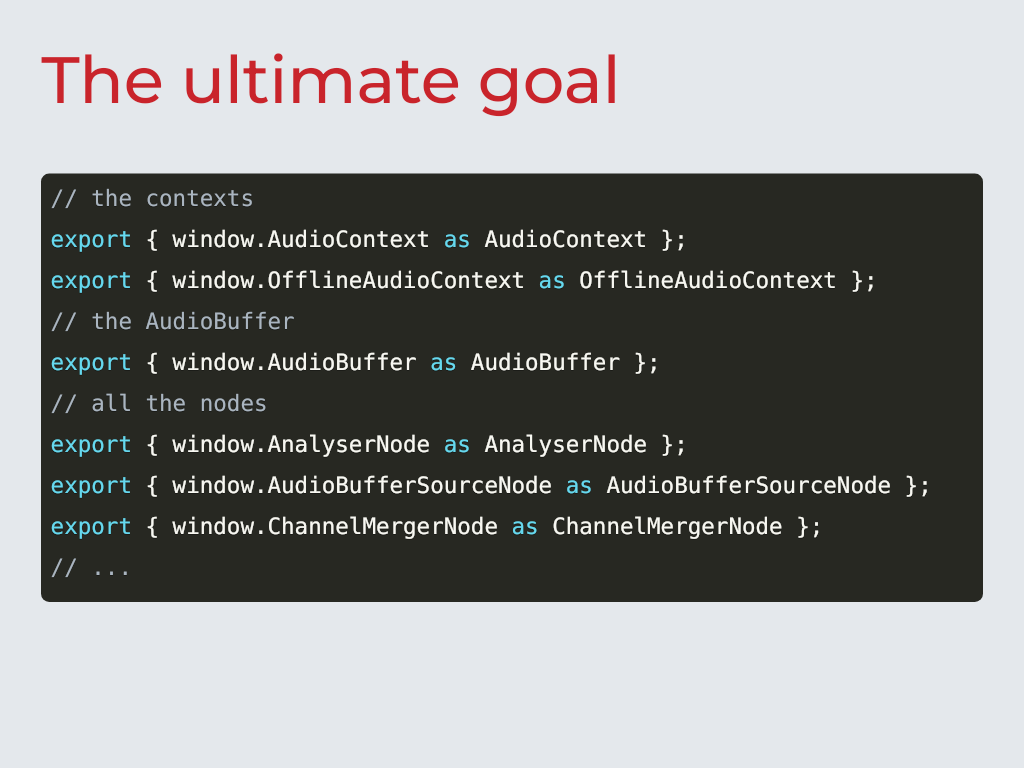 The ultimate goal
// the contexts
export { window.AudioContext as AudioContext };
export { window.OfflineAudioContext as OfflineAudioContext };
// the AudioBuffer
export { window.AudioBuffer as AudioBuffer };
// all the nodes
export { window.AnalyserNode as AnalyserNode };
export { window.AudioBufferSourceNode as AudioBufferSourceNode };
export { window.ChannelMergerNode as ChannelMergerNode };
// ...